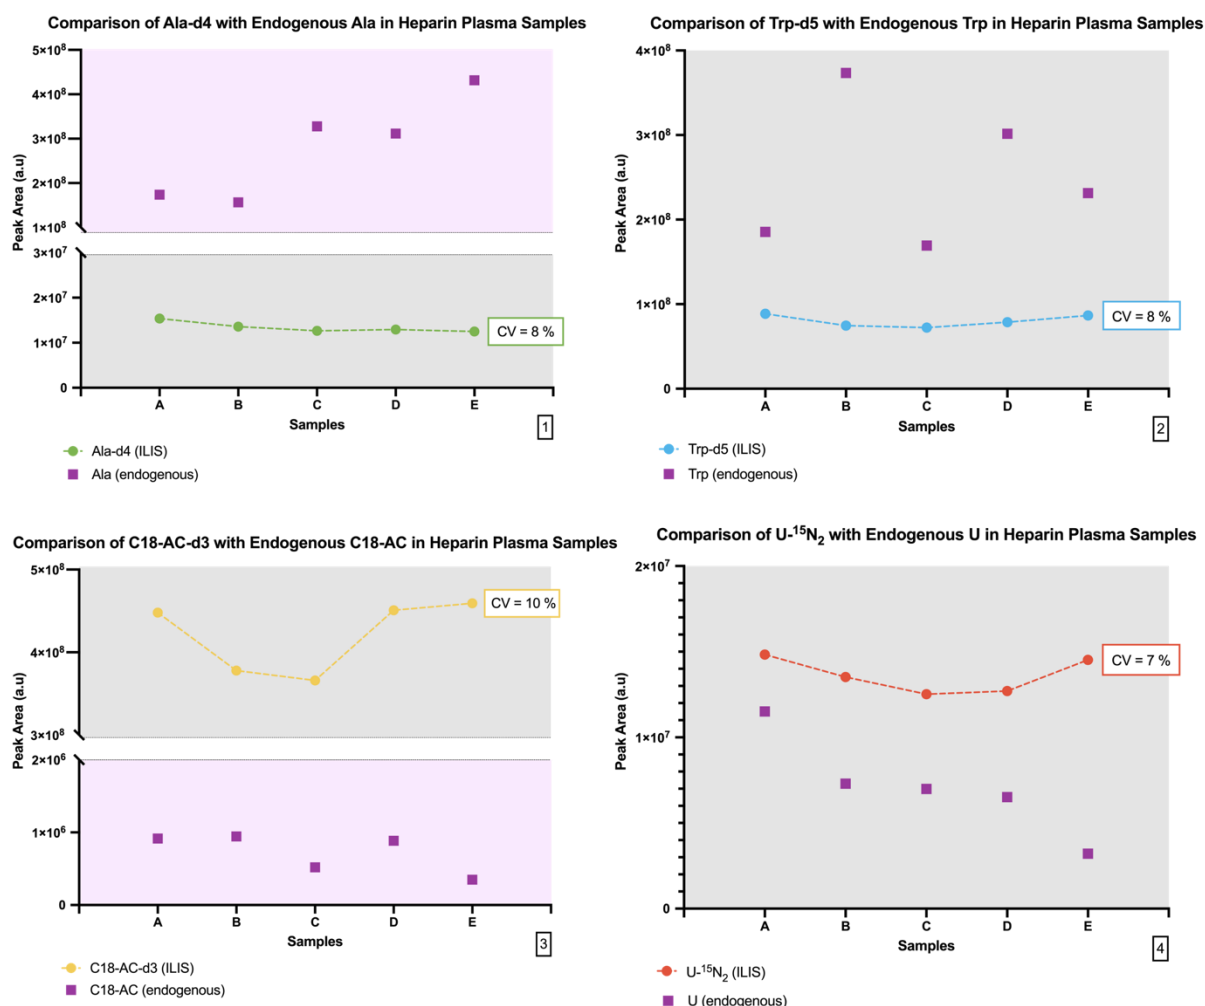 Comparison of Ala-d4 with Endogenous Ala in Heparin Plasma Samples
Peak Area (a.u)
5×10⁸
4×10⁸
3×10⁸
2×10⁸
1×10⁸
3×10⁷
2×10⁷
1×10⁷
0
CV = 8 %
A B C D E
Samples
1
Ala-d4 (ILIS)
Ala (endogenous)
Comparison of Trp-d5 with Endogenous Trp in Heparin Plasma Samples
Peak Area (a.u)
4×10⁸
3×10⁸
2×10⁸
1×10⁸
0
CV = 8 %
A B C D E
Samples
2
Trp-d5 (ILIS)
Trp (endogenous)
Comparison of C18-AC-d3 with Endogenous C18-AC in Heparin Plasma Samples
Peak Area (a.u)
5×10⁸
4×10⁸
3×10⁸
2×10⁶
1×10⁶
0
CV = 10 %
A B C D E
Samples
3
C18-AC-d3 (ILIS)
C18-AC (endogenous)
Comparison of U-¹⁵N₂ with Endogenous U in Heparin Plasma Samples
Peak Area (a.u)
2×10⁷
1×10⁷
0
CV = 7 %
A B C D E
Samples
4
U-¹⁵N₂ (ILIS)
U (endogenous)